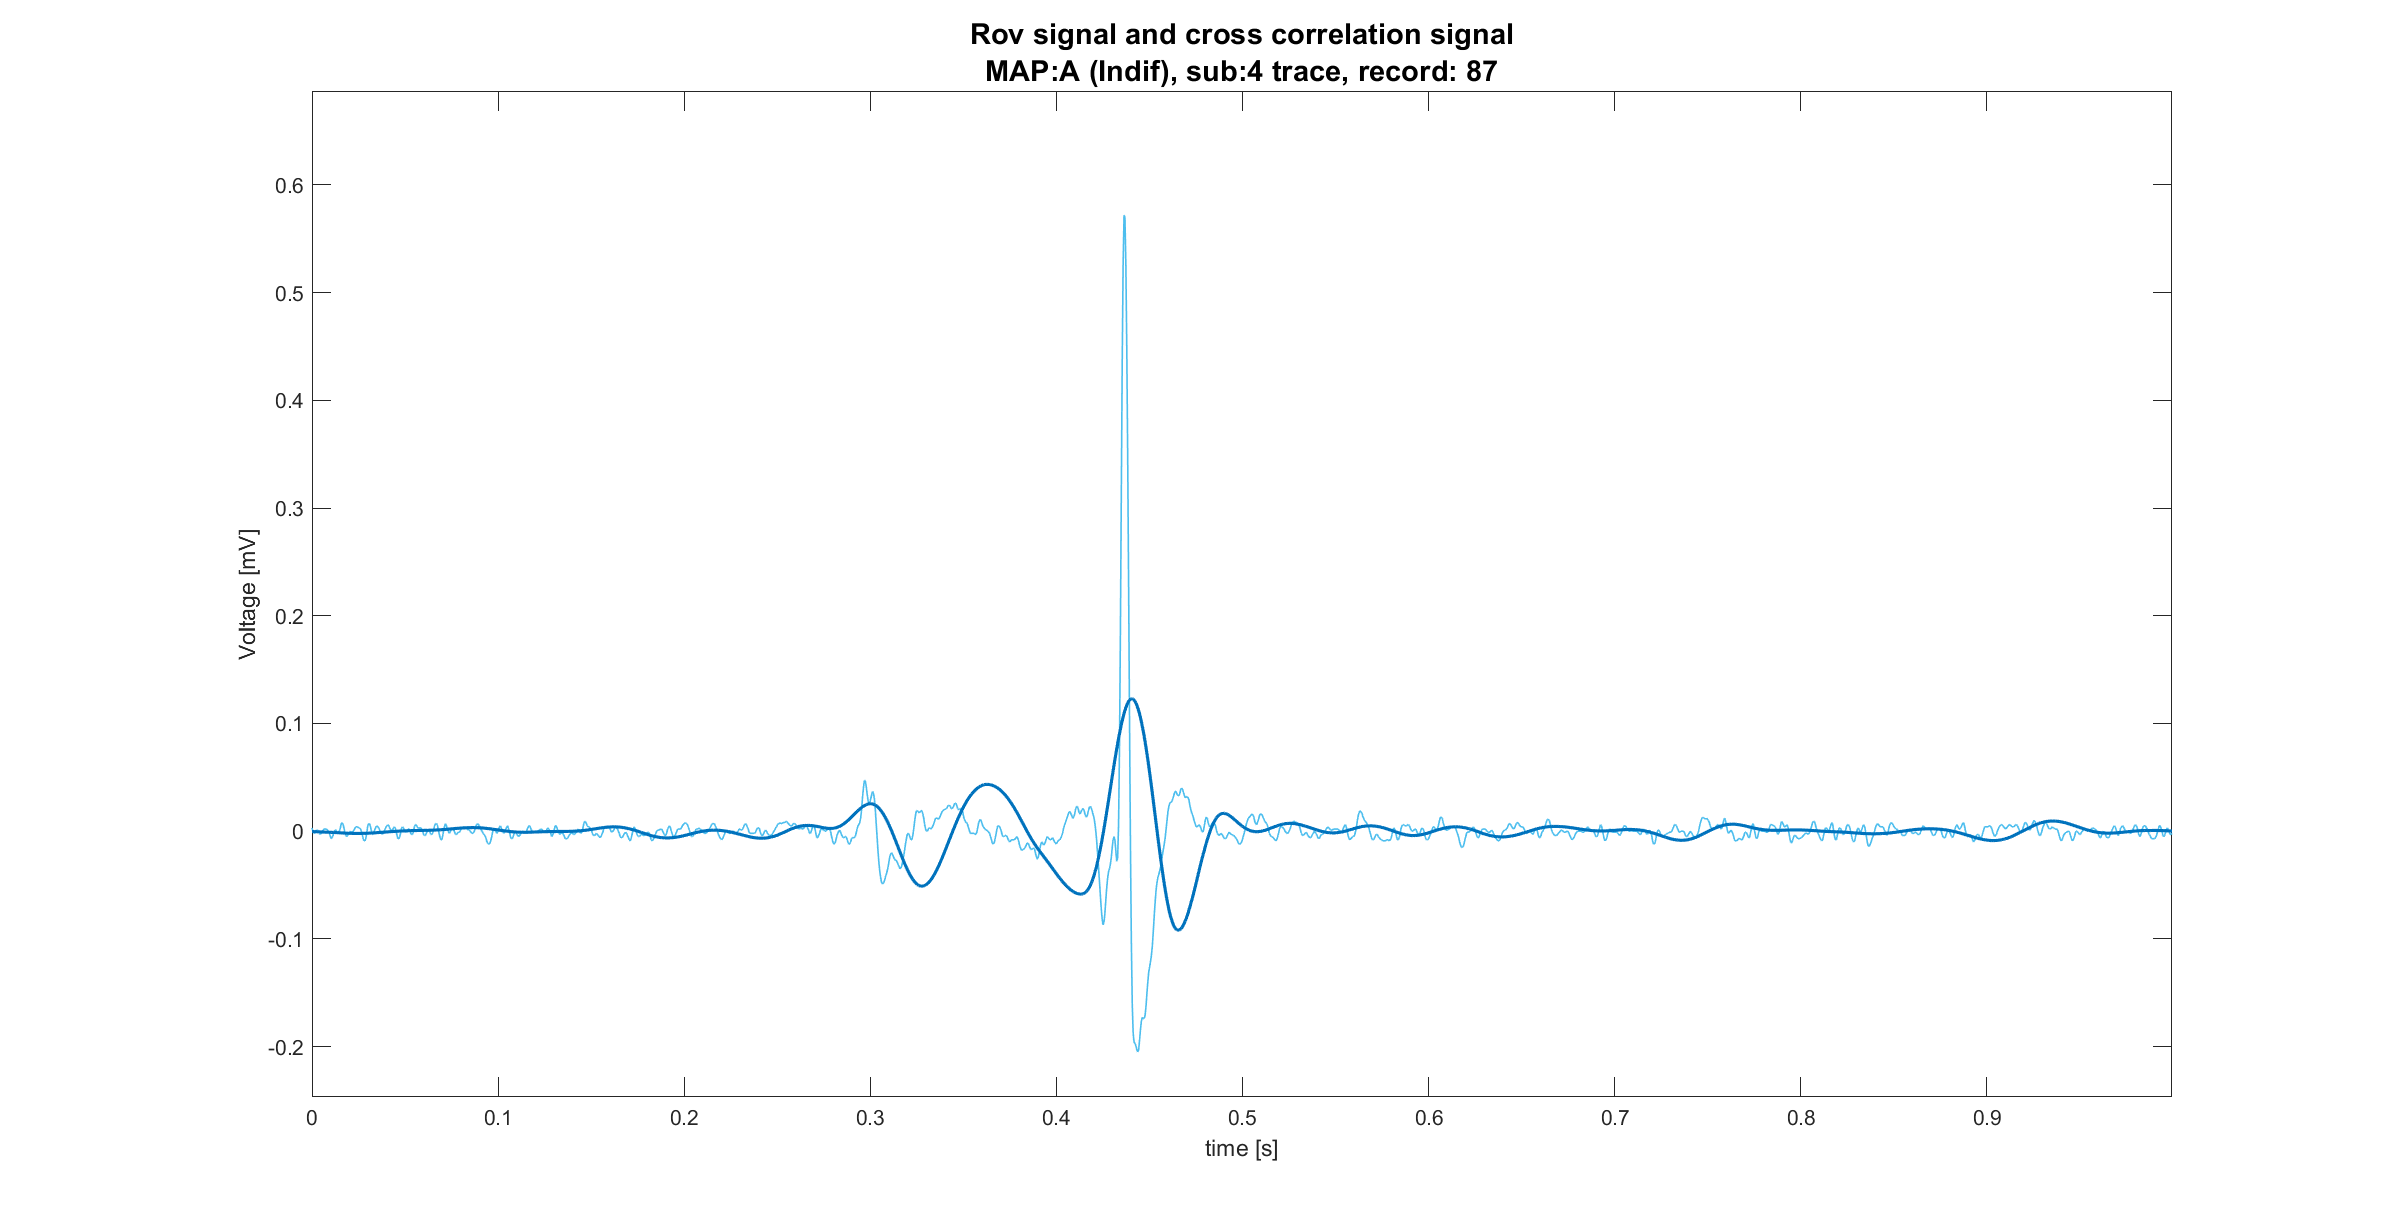 Rov signal and cross correlation signal
MAP:A (Indif), sub:4 trace, record: 87
0.6
0.5
0.4
0.3
0.2
0.1
0
-0.1
-0.2
Voltage [mV]
0 0.1 0.2 0.3 0.4 0.5 0.6 0.7 0.8 0.9
time [s]